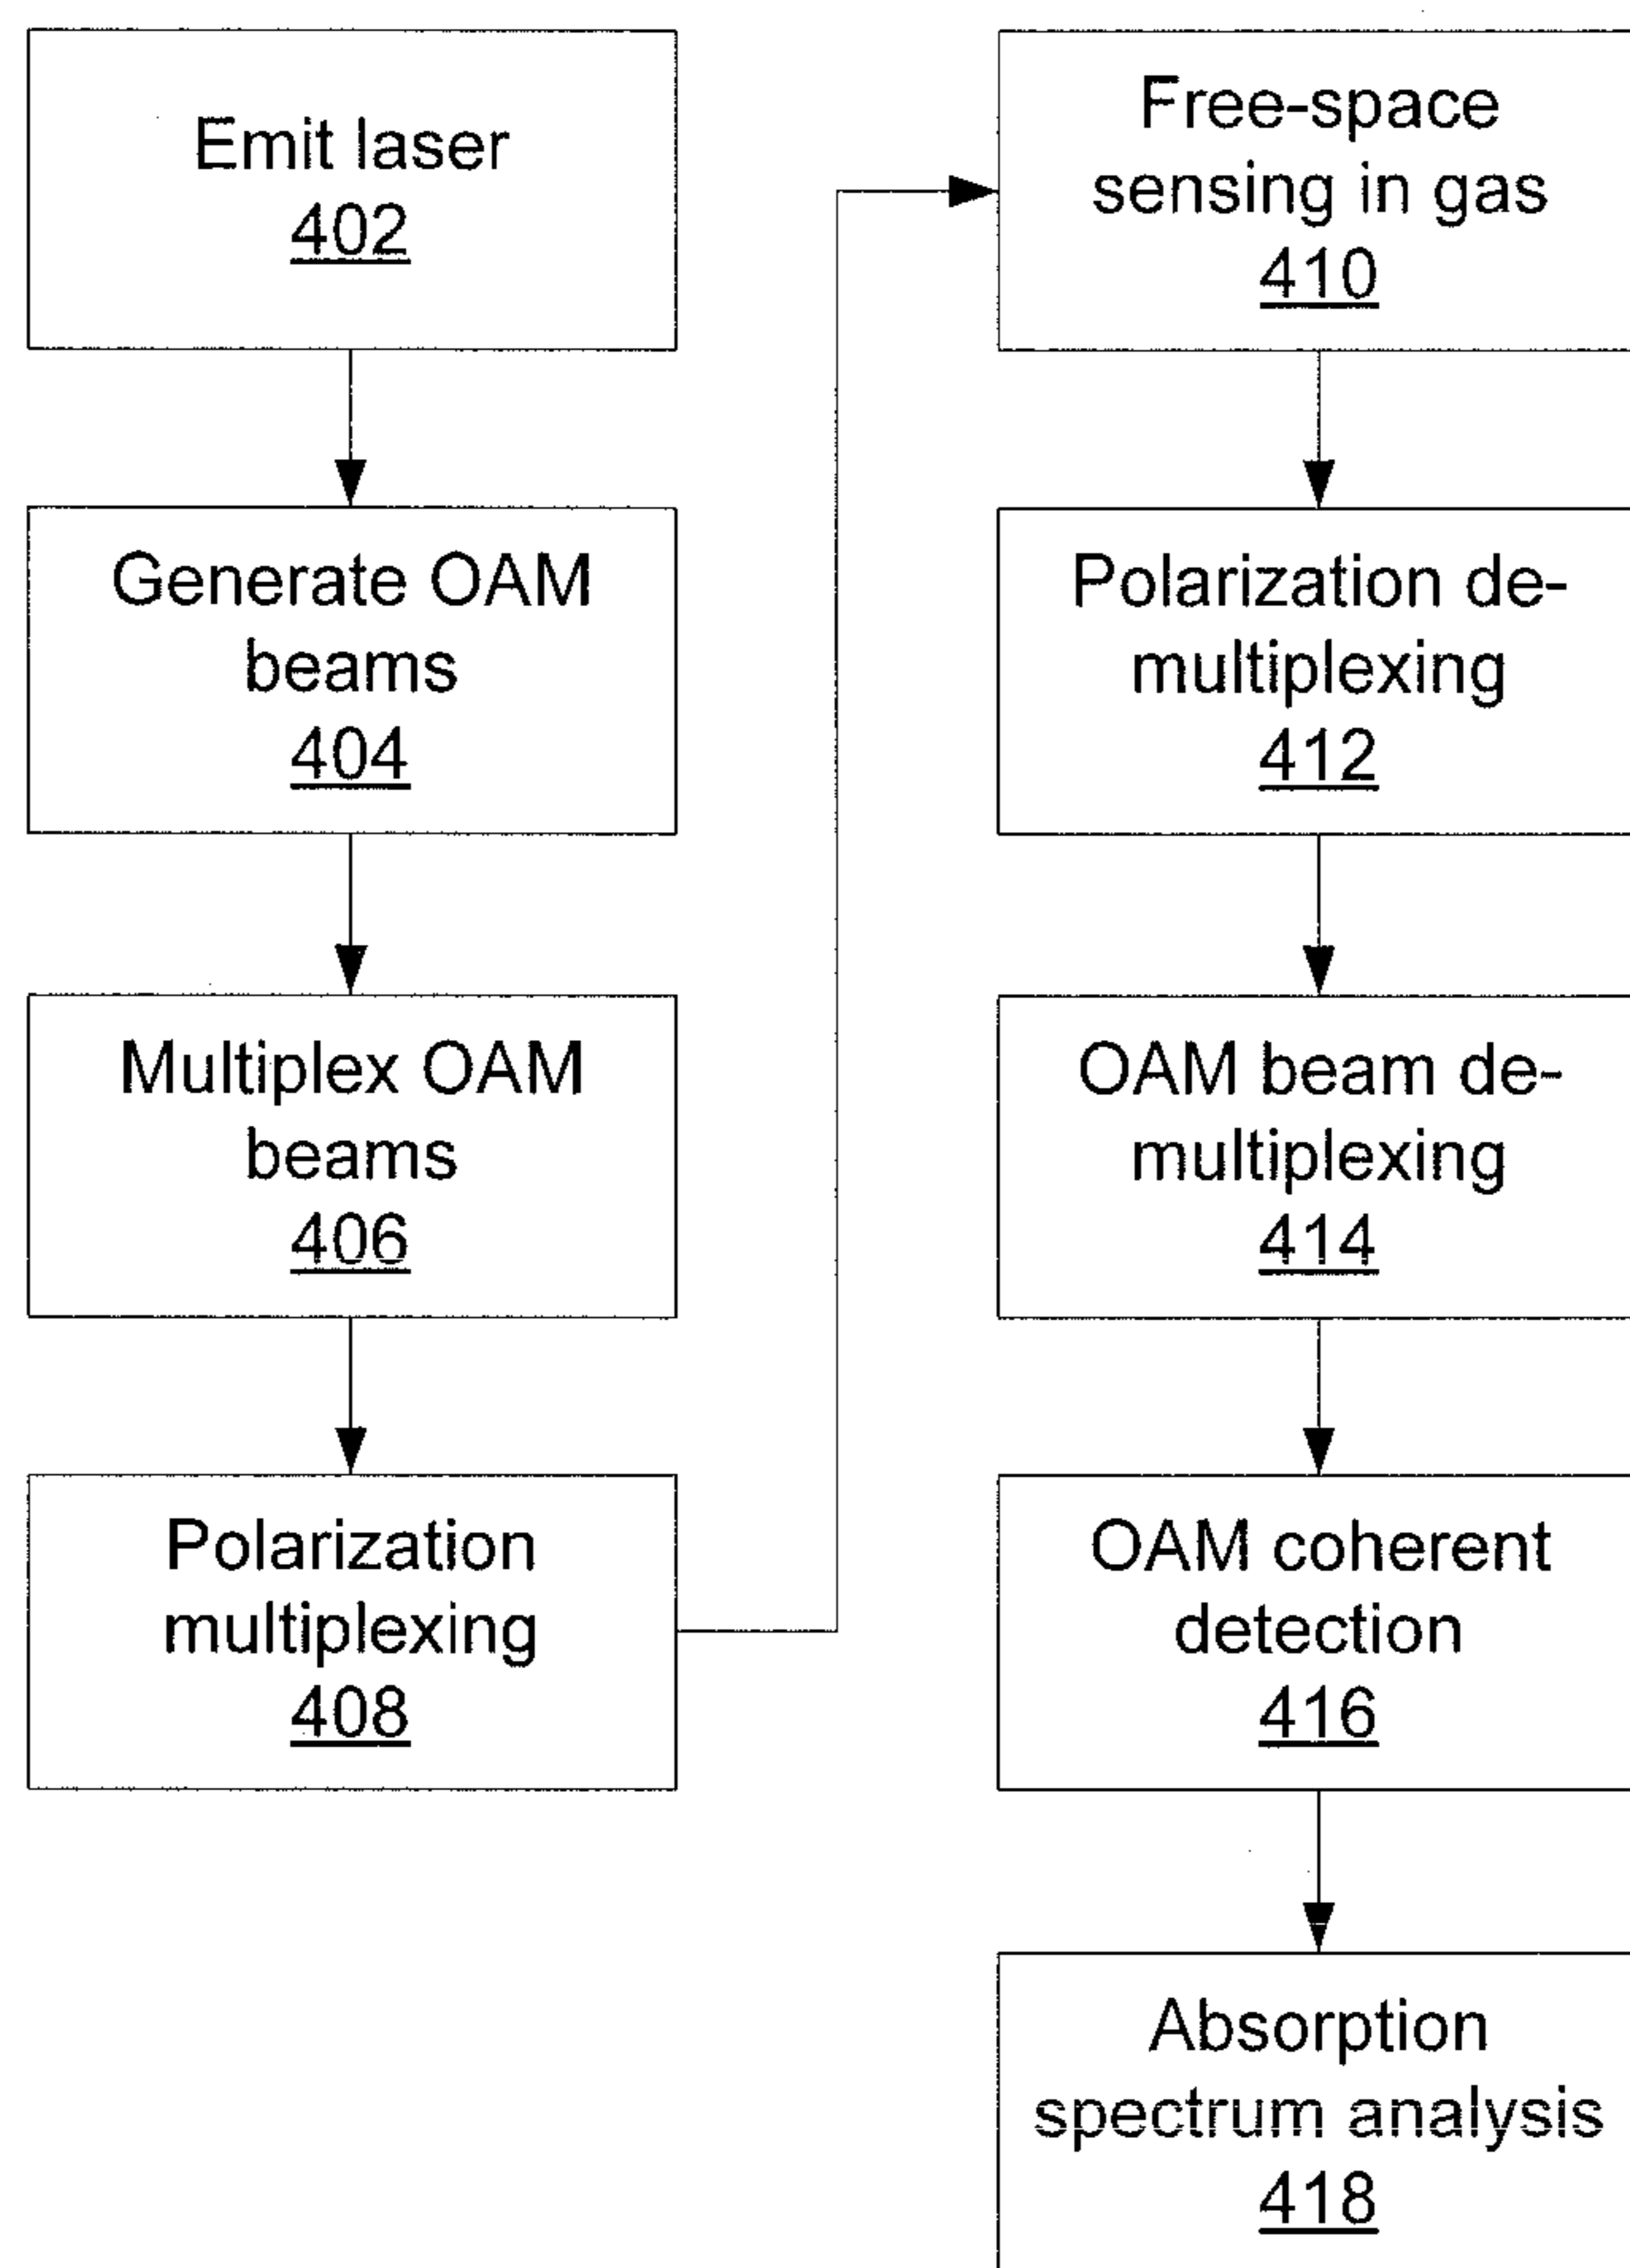 Emit laser
402
Generate OAM
beams
404
Multiplex OAM
beams
406
Polarization
multiplexing
408
Free-space
sensing in gas
410
Polarization de-
multiplexing
412
OAM beam de-
multiplexing
414
OAM coherent
detection
416
Absorption
spectrum analysis
418